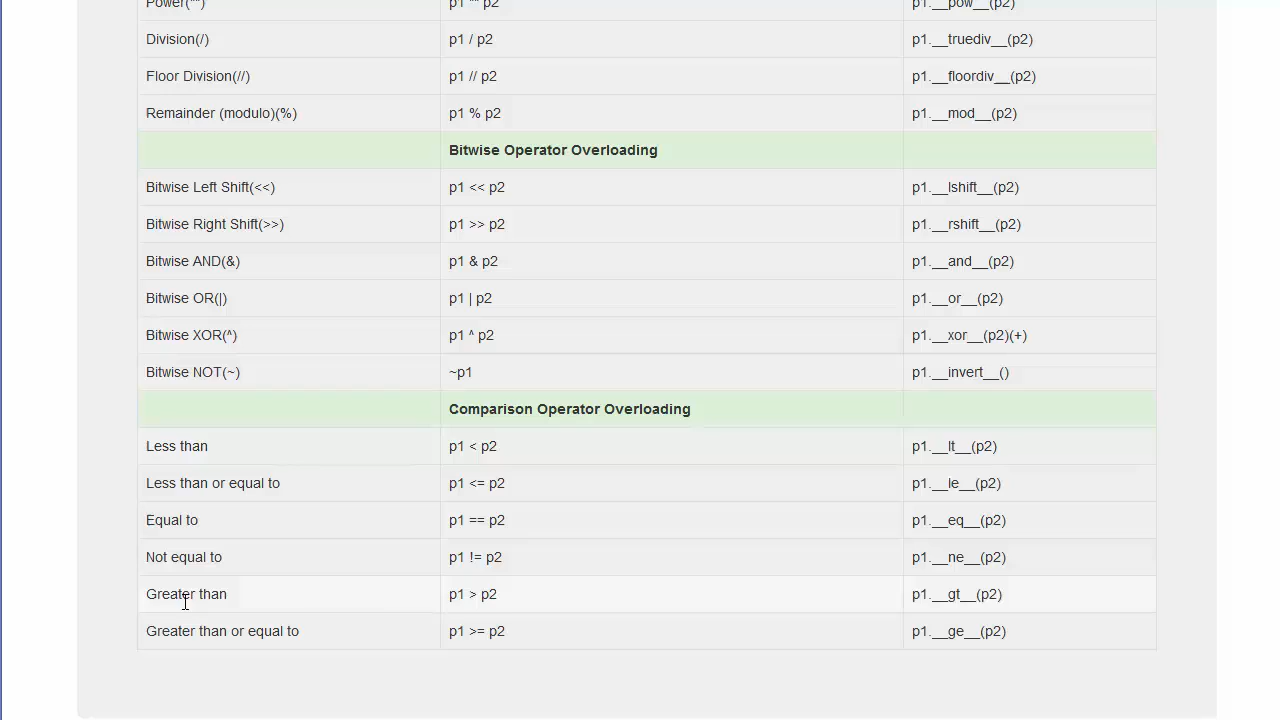 Power(**) p1 ** p2 p1.__pow__(p2)
Division(/) p1 / p2 p1.__truediv__(p2)
Floor Division(//) p1 // p2 p1.__floordiv__(p2)
Remainder (modulo)(%) p1 % p2 p1.__mod__(p2)
Bitwise Operator Overloading
Bitwise Left Shift(<<) p1 << p2 p1.__lshift__(p2)
Bitwise Right Shift(>>) p1 >> p2 p1.__rshift__(p2)
Bitwise AND(&) p1 & p2 p1.__and__(p2)
Bitwise OR(|) p1 | p2 p1.__or__(p2)
Bitwise XOR(^) p1 ^ p2 p1.__xor__(p2)(+)
Bitwise NOT(~) ~p1 p1.__invert__()
Comparison Operator Overloading
Less than p1 < p2 p1.__lt__(p2)
Less than or equal to p1 <= p2 p1.__le__(p2)
Equal to p1 == p2 p1.__eq__(p2)
Not equal to p1 != p2 p1.__ne__(p2)
Greater than p1 > p2 p1.__gt__(p2)
Greater than or equal to p1 >= p2 p1.__ge__(p2)